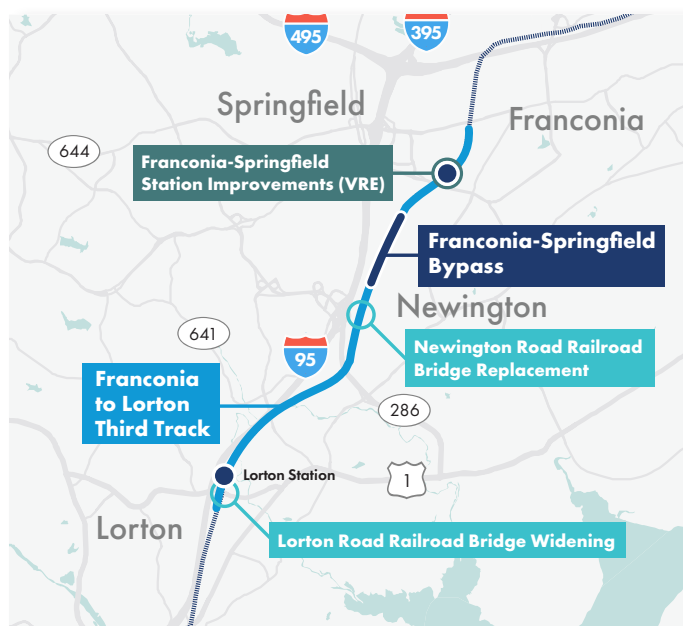 495
395
Springfield
Franconia
644
Franconia-Springfield
Station Improvements (VRE)
Franconia-Springfield
Bypass
Newington
641
95
Newington Road Railroad
Bridge Replacement
Franconia
to Lorton
Third Track
286
Lorton Station
1
Lorton
Lorton Road Railroad Bridge Widening